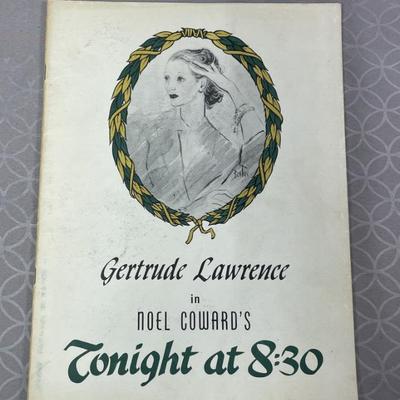 Gertrude Lawrence
in
NOEL COWARD'S
Tonight at 8:30